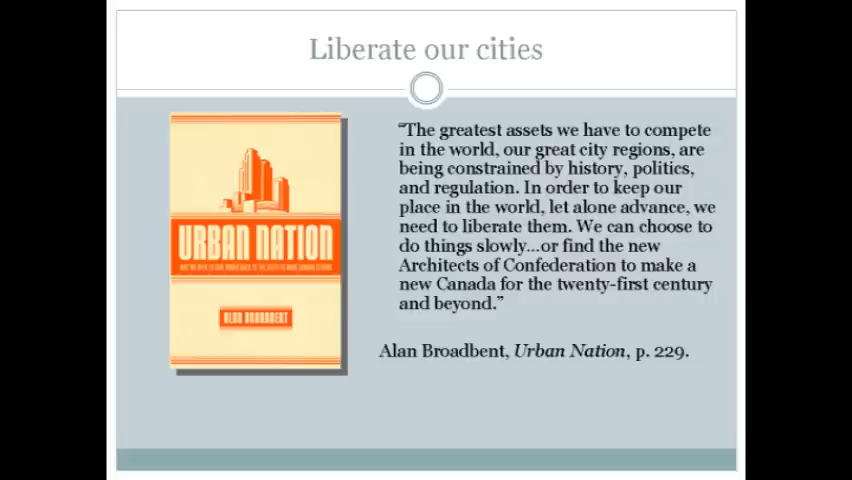 Liberate our cities
URBAN NATION
ALAN BROADBENT
“The greatest assets we have to compete
in the world, our great city regions, are
being constrained by history, politics,
and regulation. In order to keep our
place in the world, let alone advance, we
need to liberate them. We can choose to
do things slowly...or find the new
Architects of Confederation to make a
new Canada for the twenty-first century
and beyond.”
Alan Broadbent, Urban Nation, p. 229.